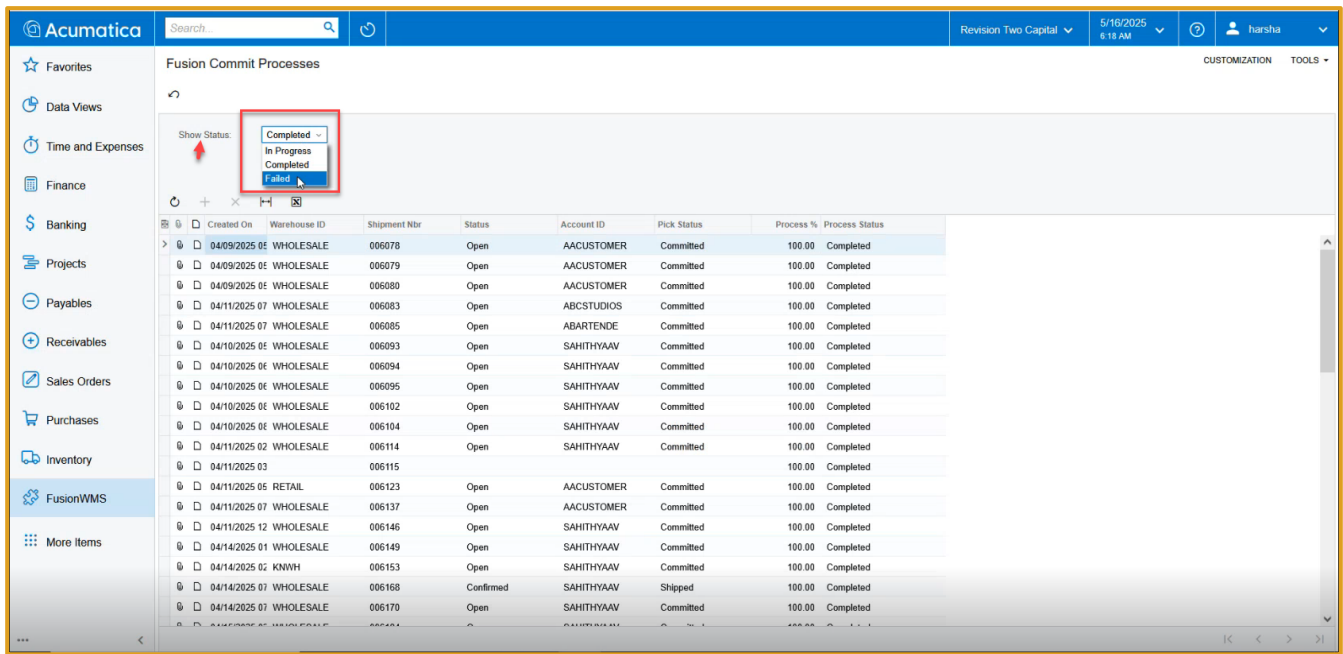 Acumatica
Search...
Revision Two Capital
5/16/2025
6:18 AM
harsha
Favorites
Data Views
Time and Expenses
Finance
Banking
Projects
Payables
Receivables
Sales Orders
Purchases
Inventory
FusionWMS
More Items
Fusion Commit Processes
CUSTOMIZATION TOOLS
Show Status: Completed
In Progress
Completed
Failed
Created On Warehouse ID Shipment Nbr Status Account ID Pick Status Process % Process Status
04/09/2025 05 WHOLESALE 006078 Open AACUSTOMER Committed 100.00 Completed
04/09/2025 05 WHOLESALE 006079 Open AACUSTOMER Committed 100.00 Completed
04/09/2025 05 WHOLESALE 006080 Open AACUSTOMER Committed 100.00 Completed
04/11/2025 07 WHOLESALE 006083 Open ABCSTUDIOS Committed 100.00 Completed
04/11/2025 07 WHOLESALE 006085 Open ABARTENDE Committed 100.00 Completed
04/10/2025 05 WHOLESALE 006093 Open SAHITHYAAV Committed 100.00 Completed
04/10/2025 06 WHOLESALE 006094 Open SAHITHYAAV Committed 100.00 Completed
04/10/2025 06 WHOLESALE 006095 Open SAHITHYAAV Committed 100.00 Completed
04/10/2025 08 WHOLESALE 006102 Open SAHITHYAAV Committed 100.00 Completed
04/10/2025 08 WHOLESALE 006104 Open SAHITHYAAV Committed 100.00 Completed
04/11/2025 02 WHOLESALE 006114 Open SAHITHYAAV Committed 100.00 Completed
04/11/2025 03 006115 100.00 Completed
04/11/2025 05 RETAIL 006123 Open AACUSTOMER Committed 100.00 Completed
04/11/2025 07 WHOLESALE 006137 Open AACUSTOMER Committed 100.00 Completed
04/11/2025 12 WHOLESALE 006146 Open SAHITHYAAV Committed 100.00 Completed
04/14/2025 01 WHOLESALE 006149 Open SAHITHYAAV Committed 100.00 Completed
04/14/2025 02 KNWH 006153 Open SAHITHYAAV Committed 100.00 Completed
04/14/2025 07 WHOLESALE 006168 Confirmed SAHITHYAAV Shipped 100.00 Completed
04/14/2025 07 WHOLESALE 006170 Open SAHITHYAAV Committed 100.00 Completed